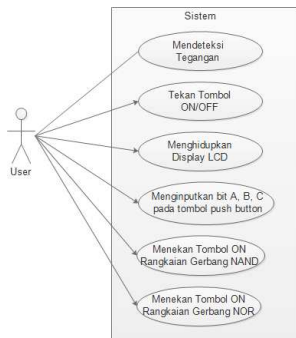 Sistem
Mendeteksi
Tegangan
Tekan Tombol
ON/OFF
Menghidupkan
Display LCD
User
Menginputkan bit A, B, C
pada tombol push button
Menekan Tombol ON
Rangkaian Gerbang NAND
Menekan Tombol ON
Rangkaian Gerbang NOR